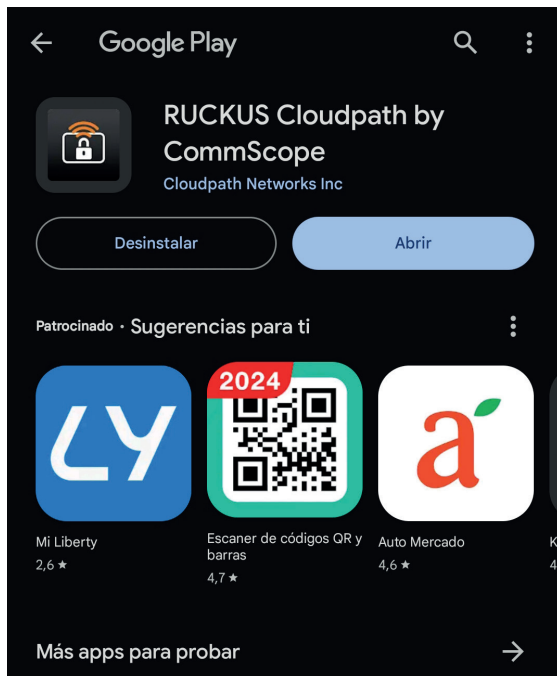 Google Play
RUCKUS Cloudpath by
CommScope
Cloudpath Networks Inc
Desinstalar
Abrir
Patrocinado · Sugerencias para ti
LY
2024
a
Mi Liberty
2,6 ★
Escaner de códigos QR y
barras
4,7 ★
Auto Mercado
4,6 ★
K
4
Más apps para probar